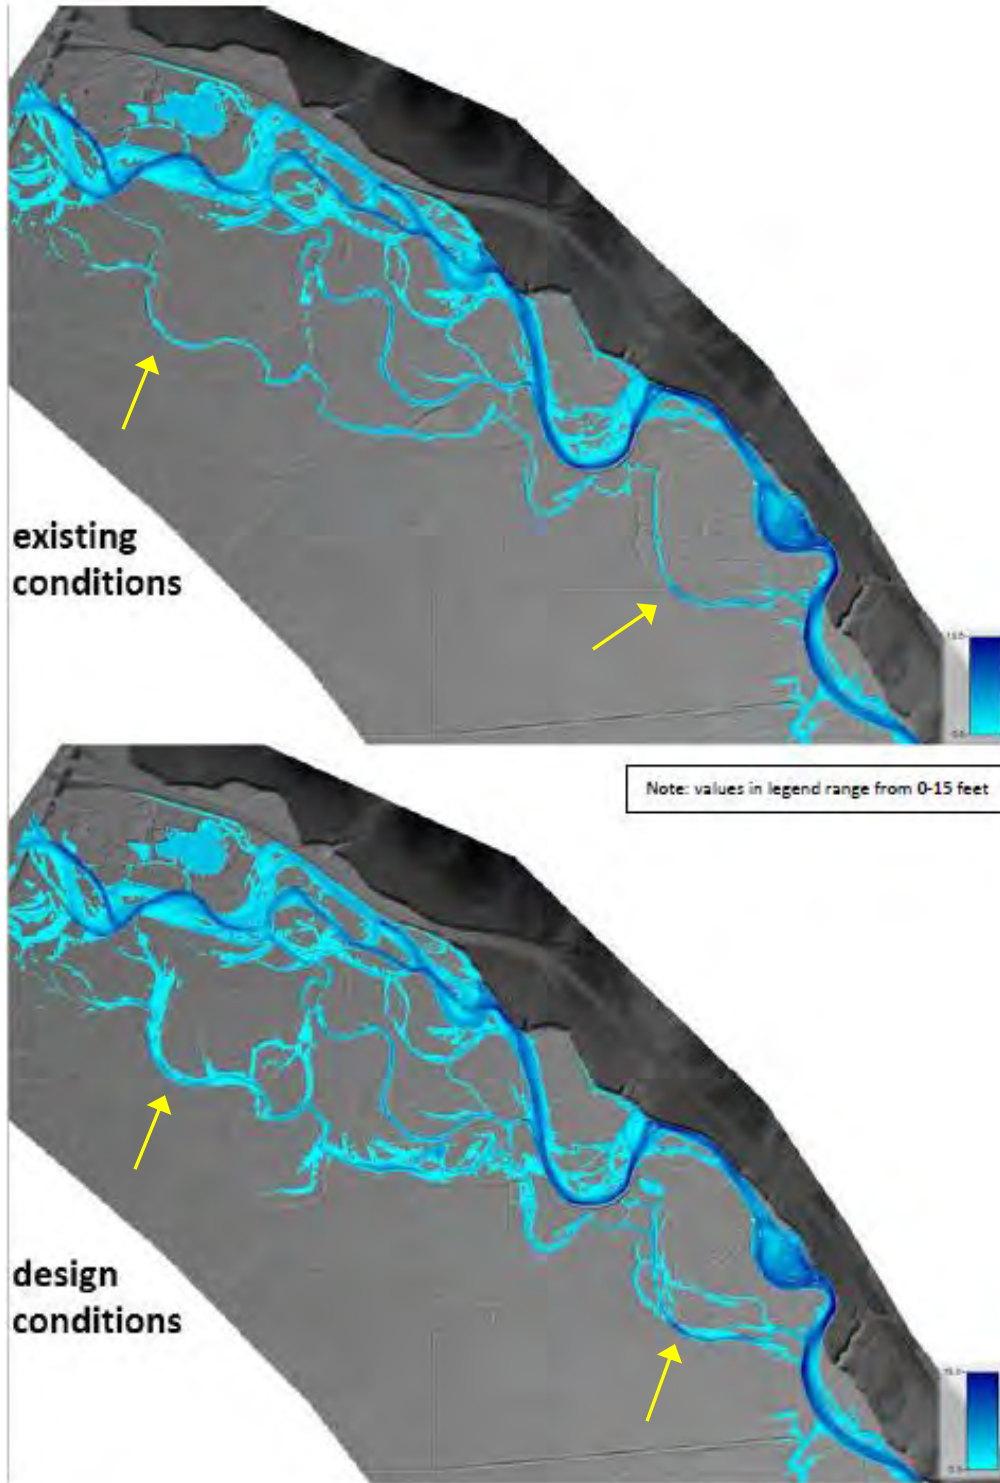 existing
conditions
Note: values in legend range from 0-15 feet
design
conditions